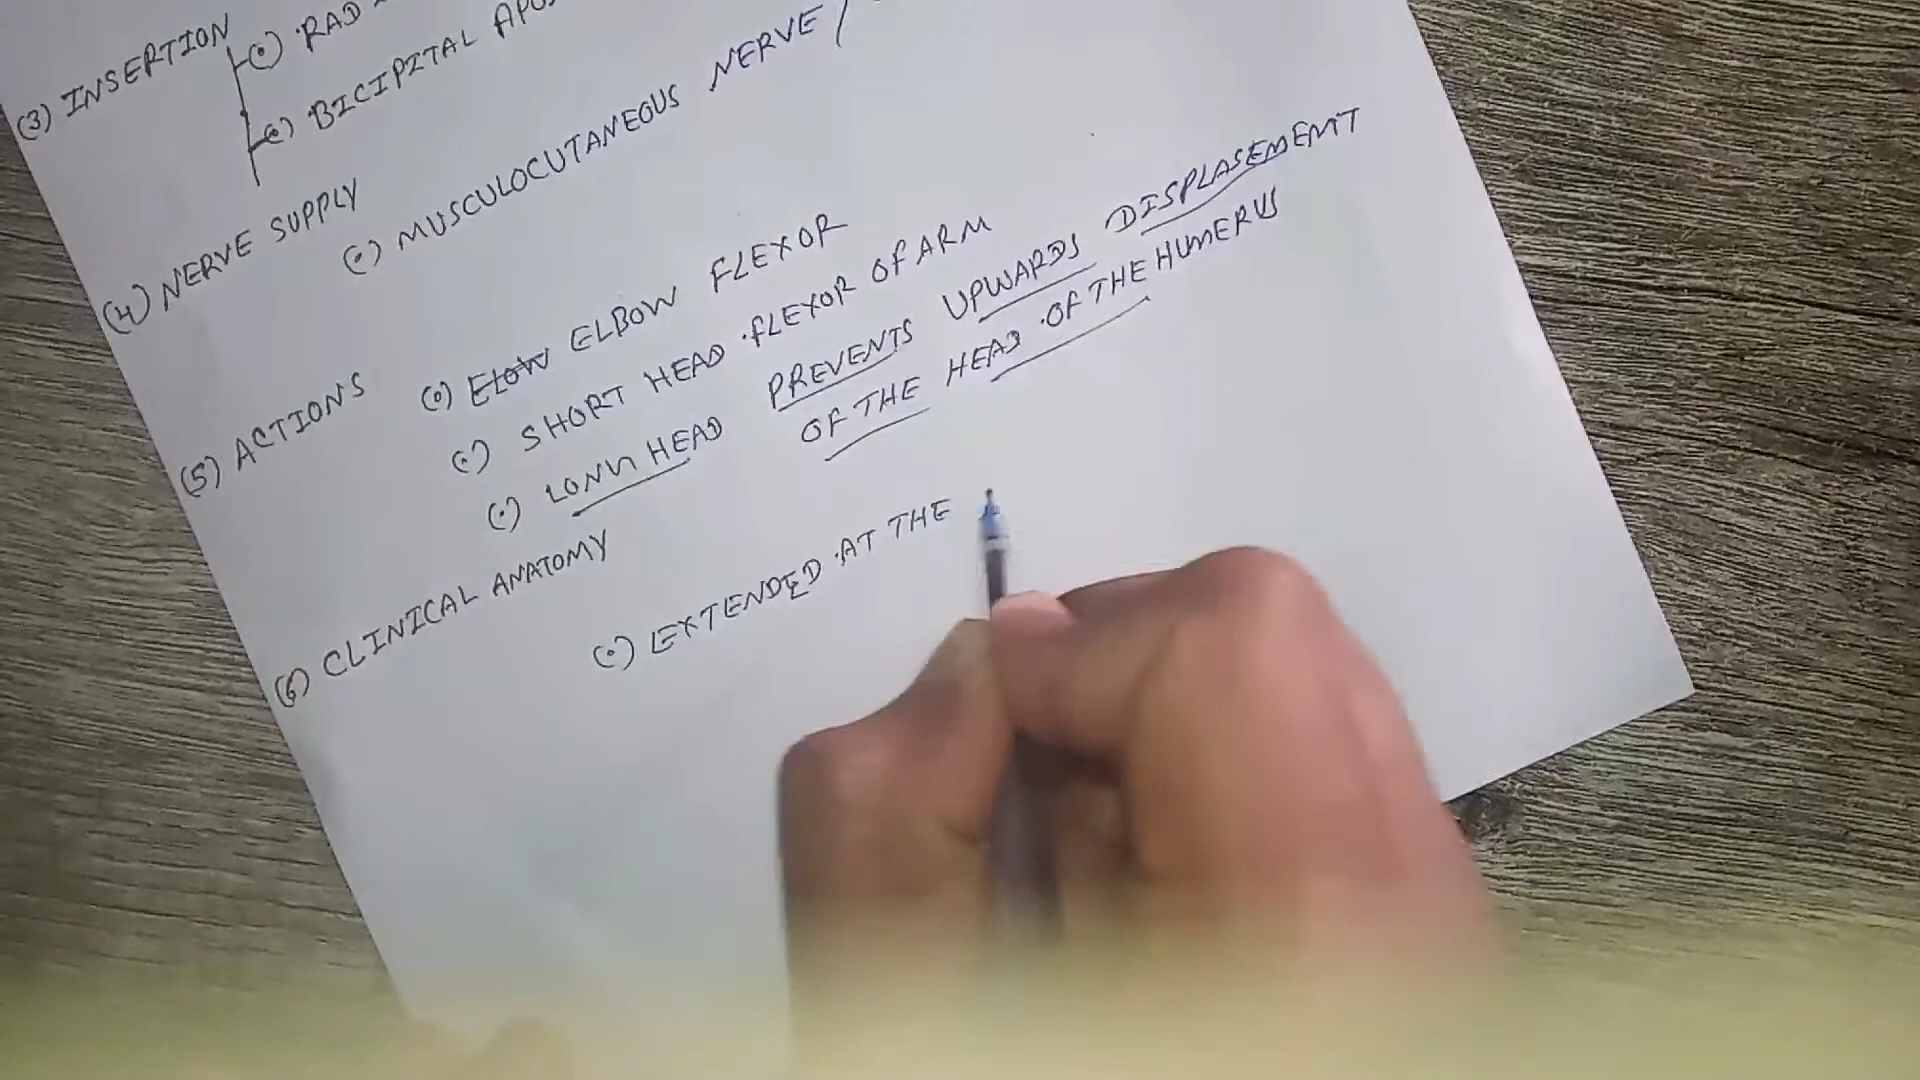 (3) INSERTION
(•) RAD
(•) BICIPITAL APO
(4) NERVE SUPPLY
(•) MUSCULOCUTANEOUS NERVE /
(5) ACTIONS
(•) Elow ELBOW FLEXOR
(•) SHORT HEAD FLEXOR OF ARM
(•) LONG HEAD PREVENTS UPWARDS DISPLASEMEMT
OF THE HEAD OF THE HUMERUS
(6) CLINICAL ANATOMY
(•) EXTENDED AT THE